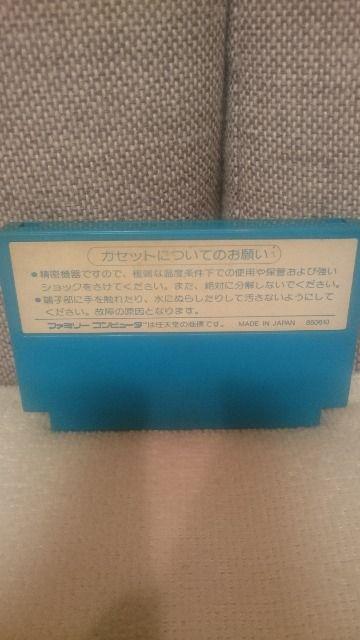 カセットについてのお願い
●精密機器ですので、極端な温度条件下での使用や保管および強い
ショックをさけてください。また、絶対に分解しないでください。
●端子部に手を触れたり、水にぬらしたりして汚さないようにして
ください。故障の原因となります。
ファミリー コンピュータ™は任天堂の商標です。 MADE IN JAPAN 850610